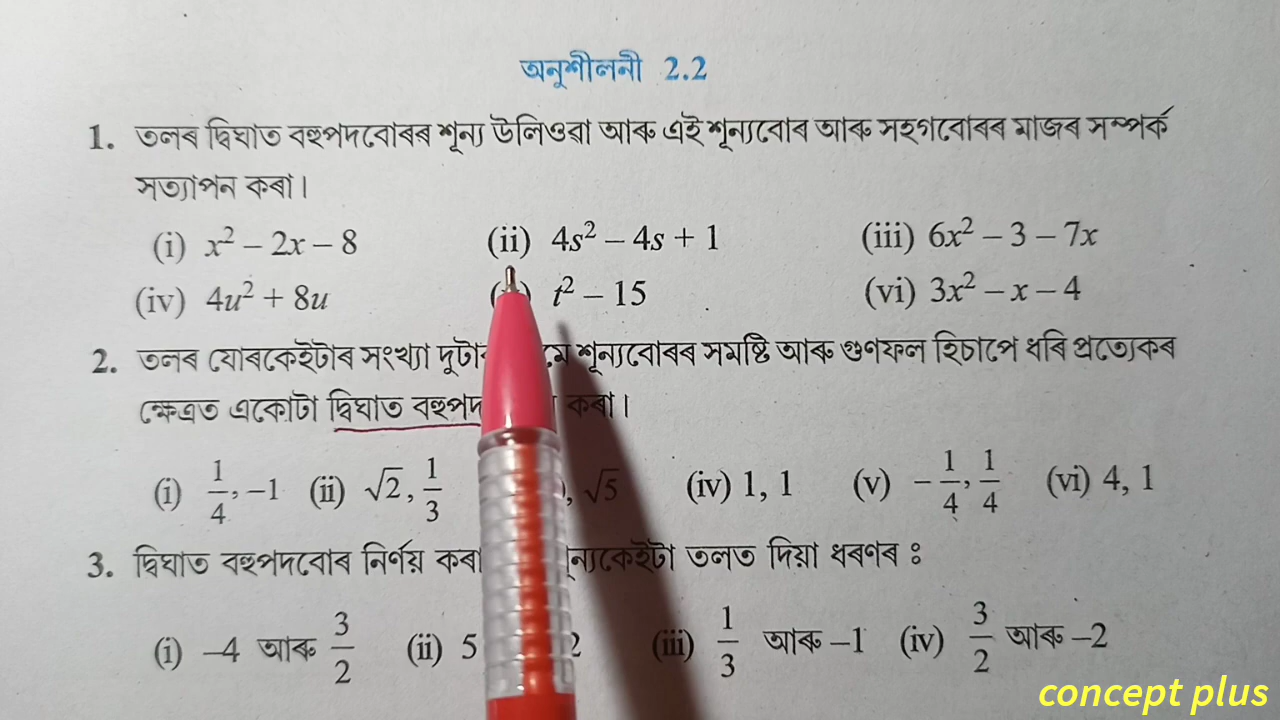 অনুশীলনী 2.2
1. তলৰ দ্বিঘাত বহুপদবোৰৰ শূন্য উলিওৱা আৰু এই শূন্যবোৰ আৰু সহগবোৰৰ মাজৰ সম্পৰ্ক
সত্যাপন কৰা।
(i) x² – 2x – 8 (ii) 4s² – 4s + 1 (iii) 6x² – 3 – 7x
(iv) 4u² + 8u t² – 15 (vi) 3x² – x – 4
2. তলৰ যোৰকেইটাৰ সংখ্যা শূন্যবোৰৰ সমষ্টি আৰু গুণফল হিচাপে ধৰি প্ৰত্যেকৰ
ক্ষেত্ৰত একোটা দ্বিঘাত কৰা।
(i) 1/4, –1 (ii) √2, 1/3 √5 (iv) 1, 1 (v) –1/4, 1/4 (vi) 4, 1
3. দ্বিঘাত বহুপদবোৰ নিৰ্ণয় কৰা তলত দিয়া ধৰণৰ :
(i) –4 আৰু 3/2 (ii) 5 2 (iii) 1/3 আৰু –1 (iv) 3/2 আৰু –2
concept plus